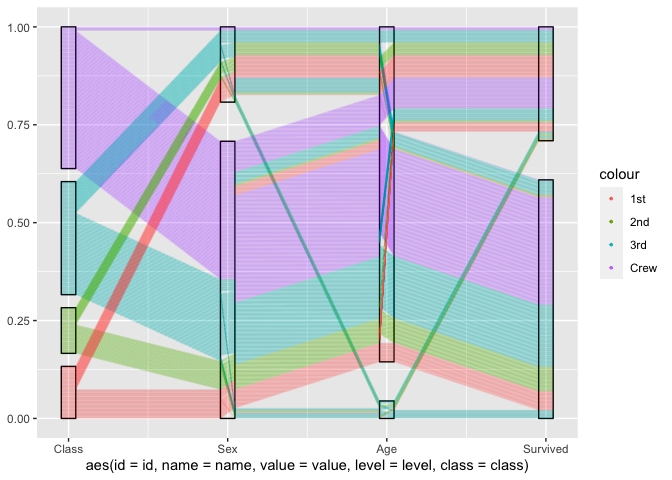 1.00
0.75
0.50
0.25
0.00
Class Sex Age Survived
aes(id = id, name = name, value = value, level = level, class = class)
colour
1st
2nd
3rd
Crew